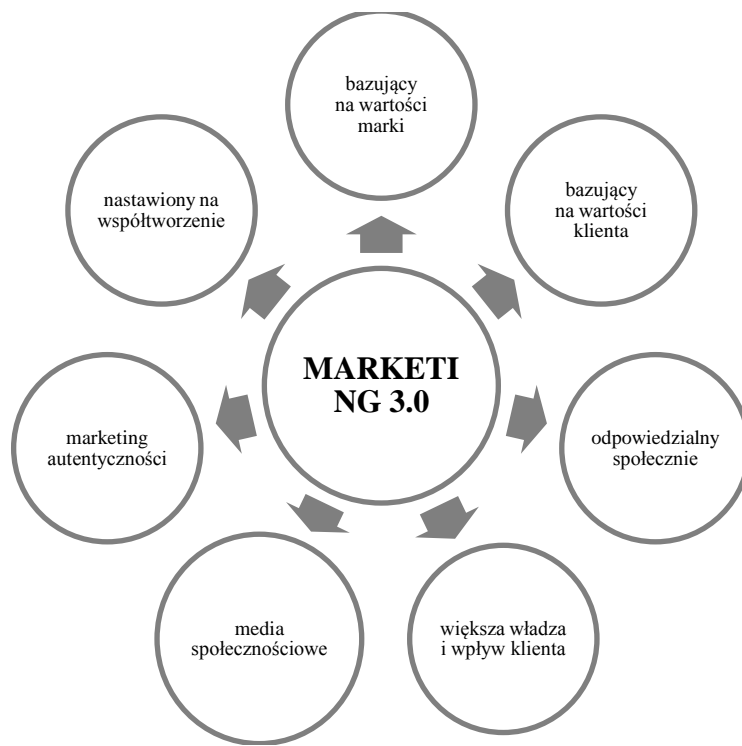 bazujący
na wartości
marki
bazujący
na wartości
klienta
odpowiedzialny
społecznie
większa władza
i wpływ klienta
media
społecznościowe
marketing
autentyczności
nastawiony na
współtworzenie
MARKETI
NG 3.0